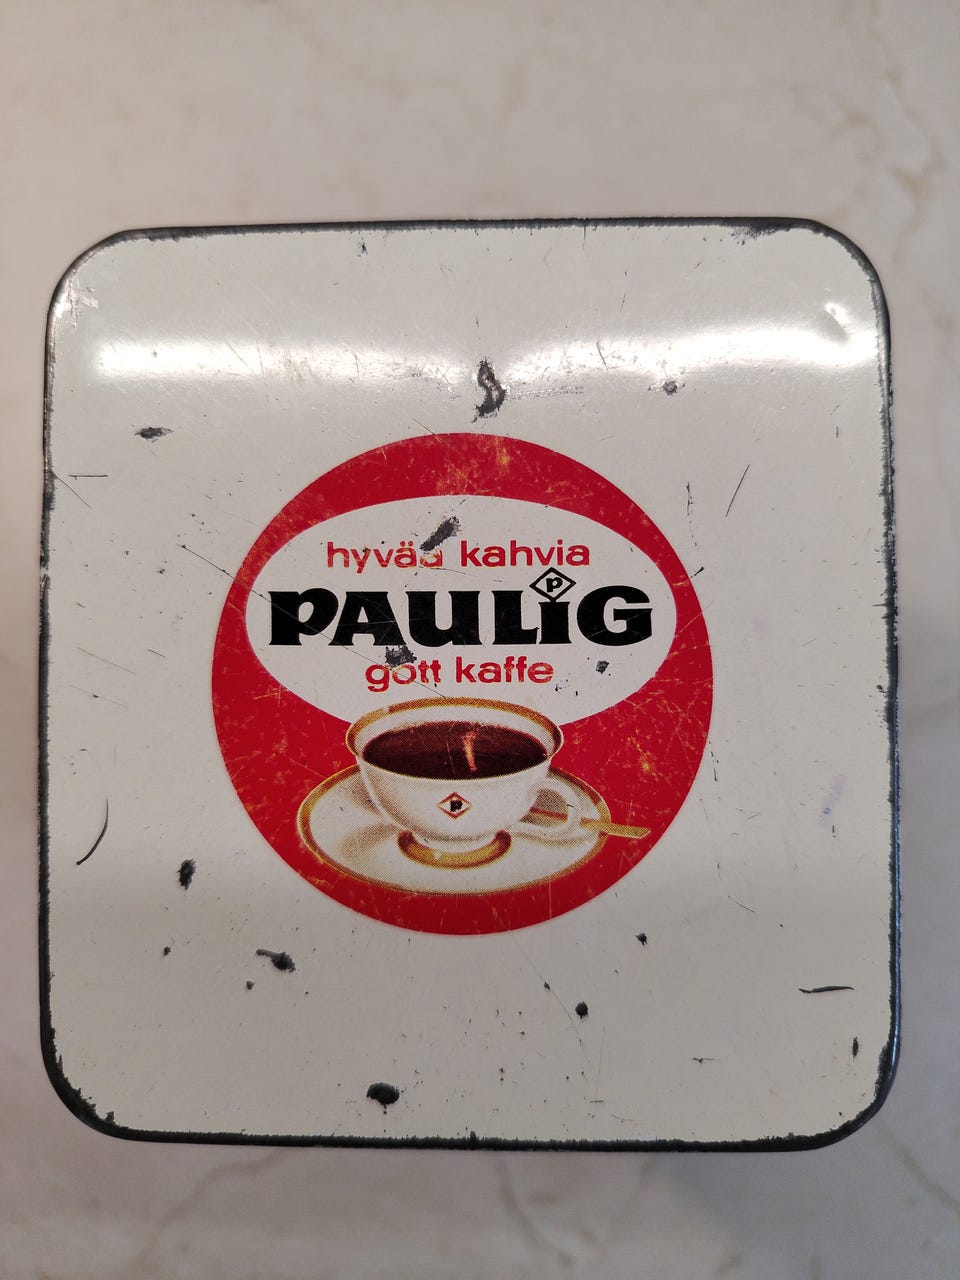 hyvää kahvia
PAULiG
gott kaffe
P